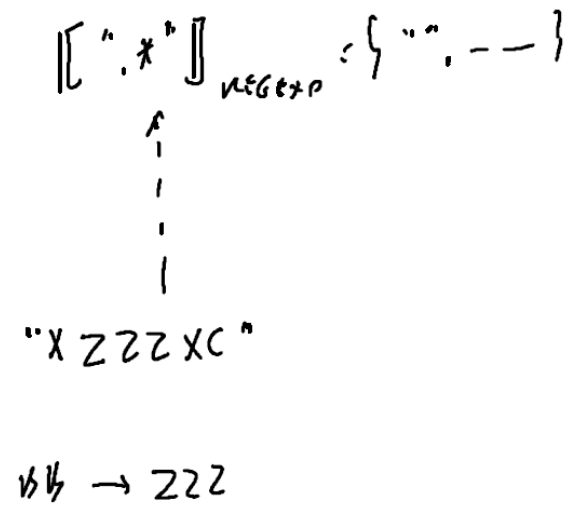 ⟦".*"⟧REGEXP : {"", — —}
"XZZZXC"
→ ZZZ